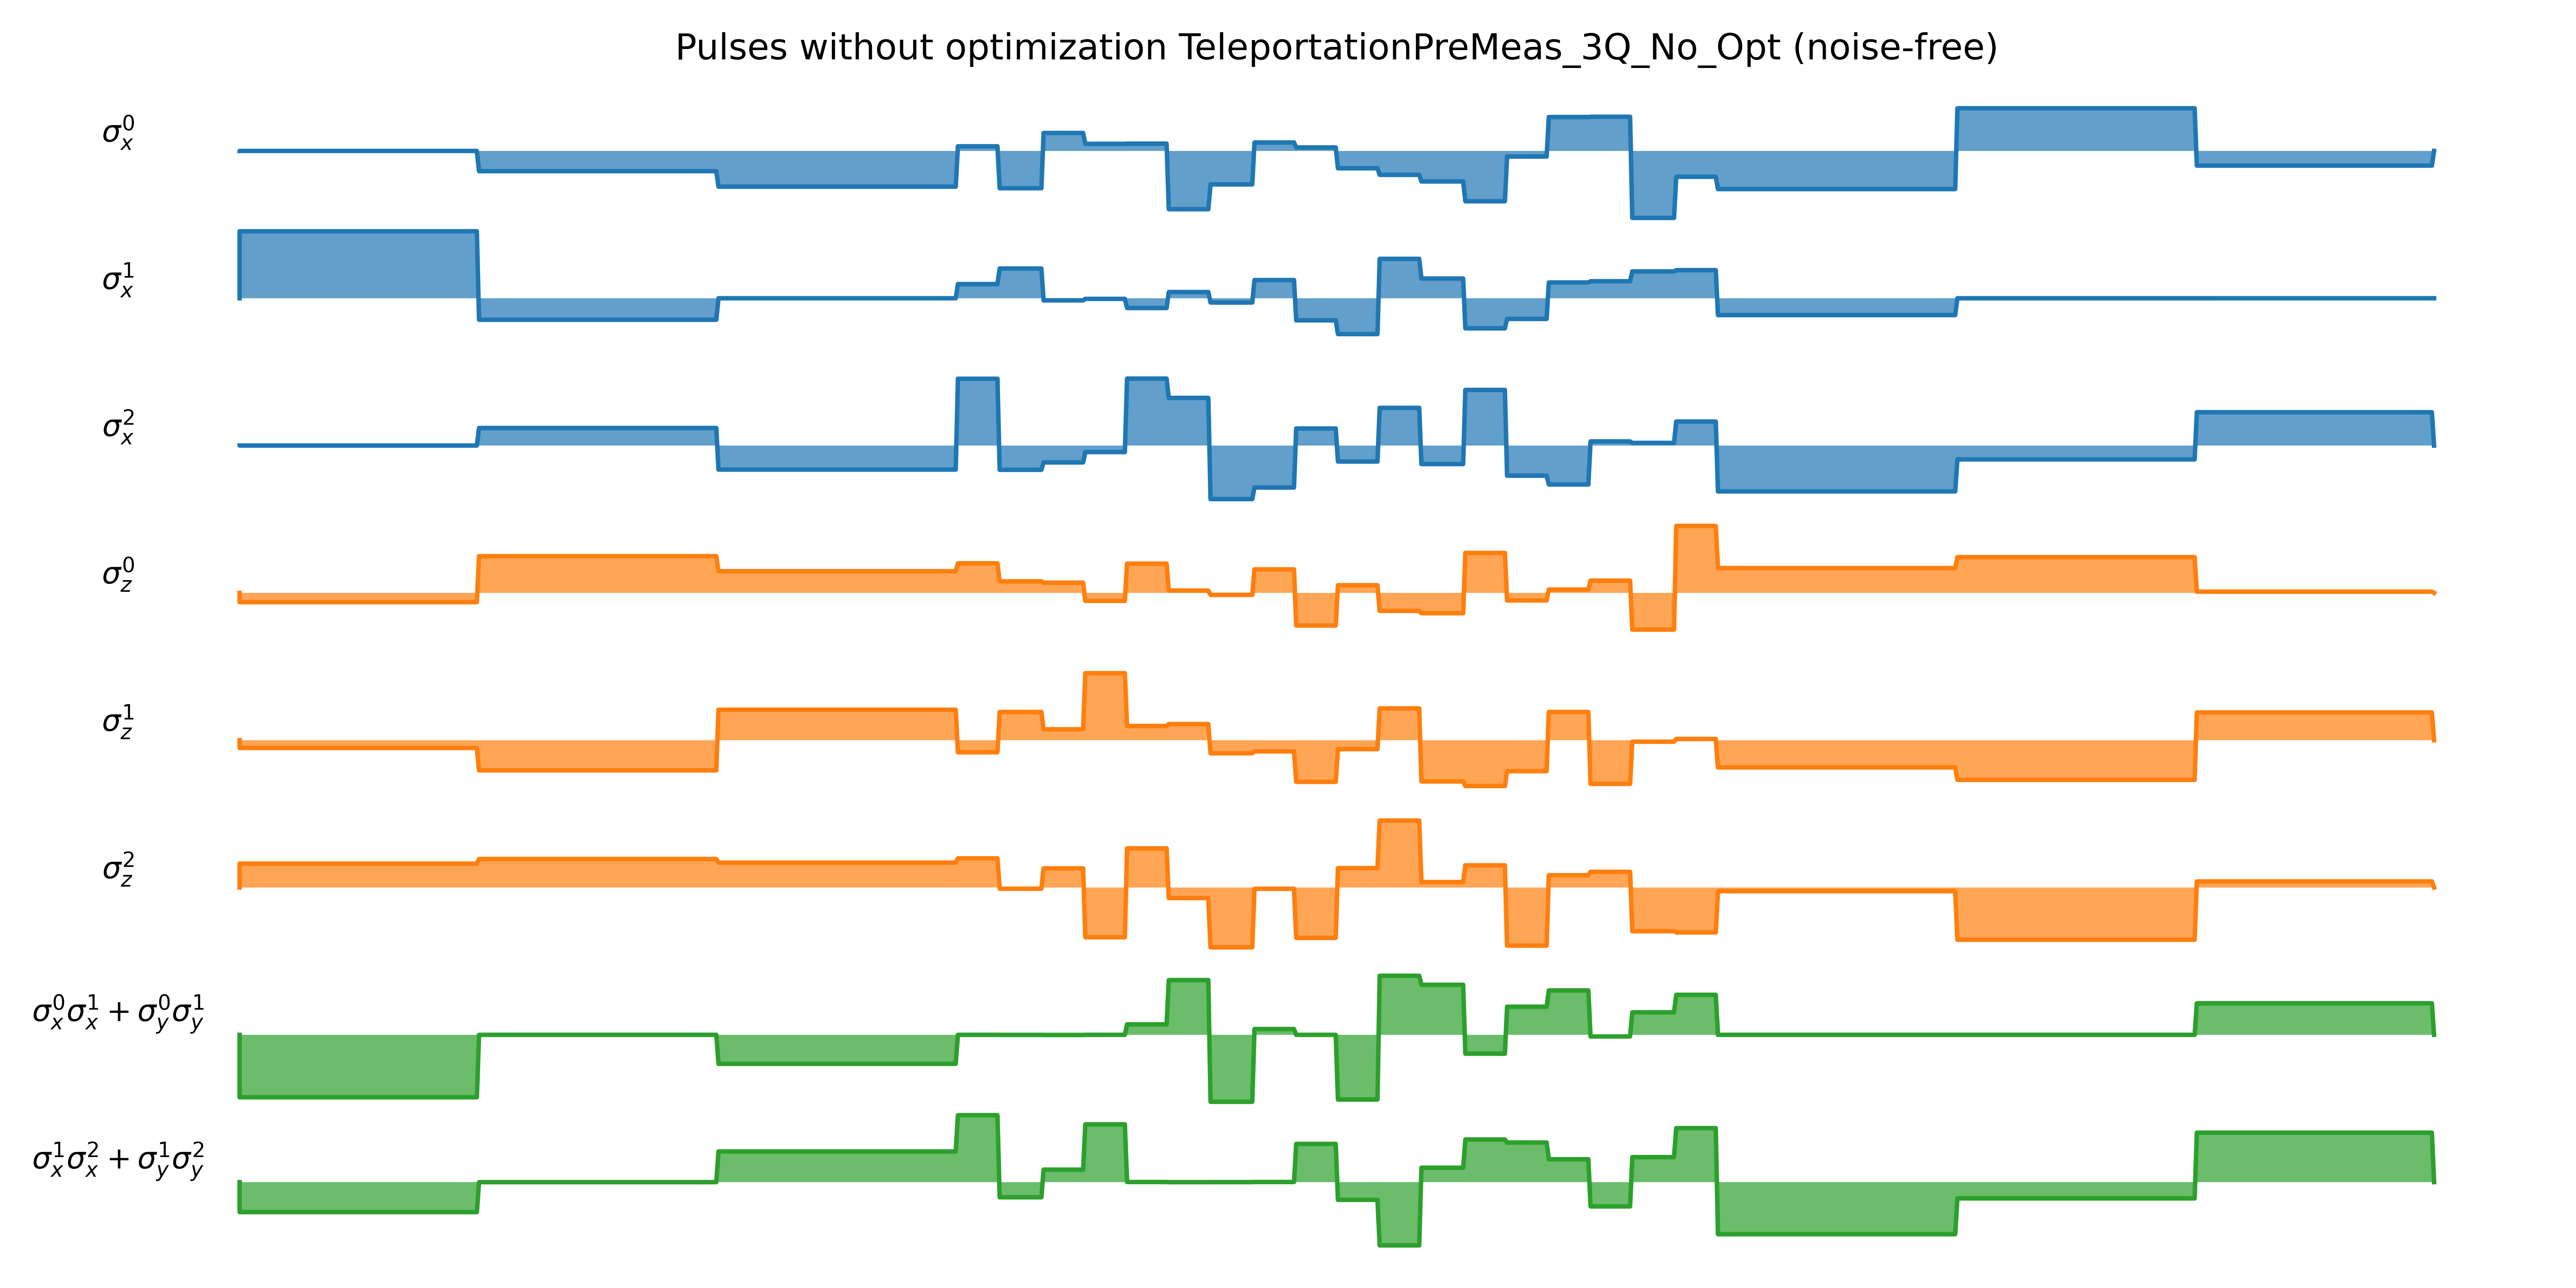 Pulses without optimization TeleportationPreMeas_3Q_No_Opt (noise-free)
σ_x^0
σ_x^1
σ_x^2
σ_z^0
σ_z^1
σ_z^2
σ_x^0σ_x^1 + σ_y^0σ_y^1
σ_x^1σ_x^2 + σ_y^1σ_y^2